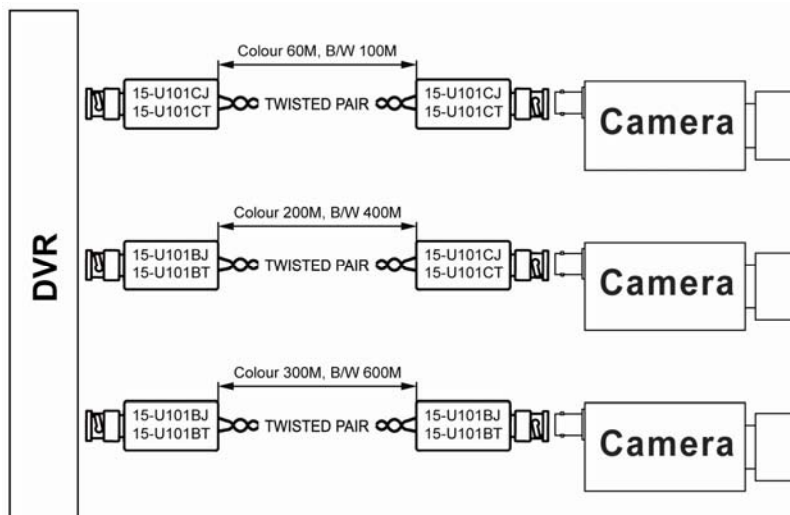 DVR
Colour 60M, B/W 100M
15-U101CJ
15-U101CT
TWISTED PAIR
15-U101CJ
15-U101CT
Camera
Colour 200M, B/W 400M
15-U101BJ
15-U101BT
TWISTED PAIR
15-U101CJ
15-U101CT
Camera
Colour 300M, B/W 600M
15-U101BJ
15-U101BT
TWISTED PAIR
15-U101BJ
15-U101BT
Camera